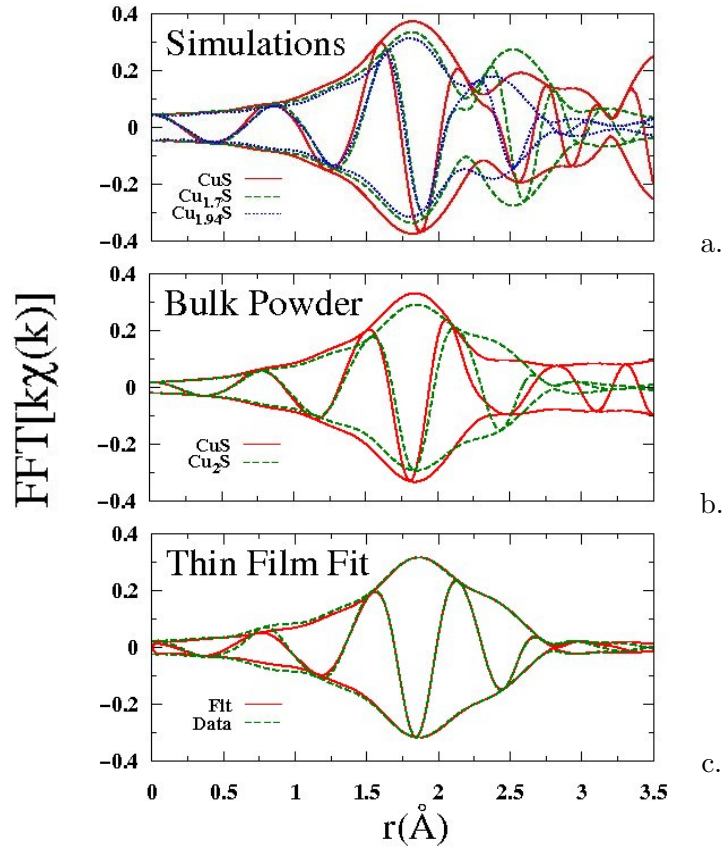 0.4
Simulations
0.2
0
−0.2
CuS
Cu1.7S
Cu1.94S
−0.4
a.
0.4
Bulk Powder
0.2
0
−0.2
CuS
Cu2S
−0.4
b.
FFT[kχ(k)]
0.4
Thin Film Fit
0.2
0
−0.2
Fit
Data
−0.4
c.
0 0.5 1 1.5 2 2.5 3 3.5
r(Å)